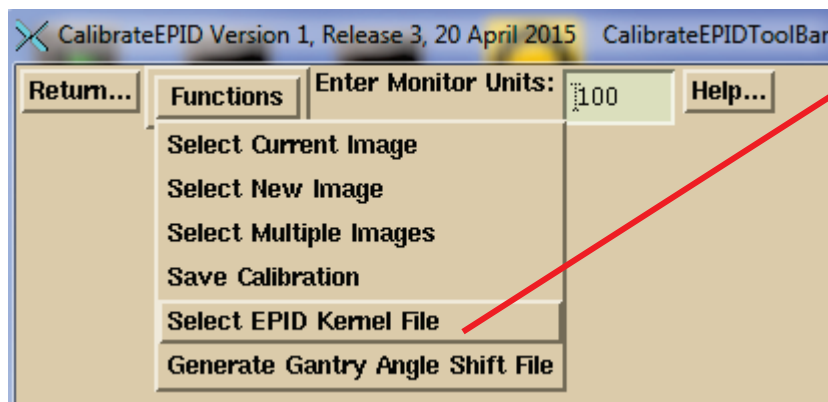 CalibrateEPID Version 1, Release 3, 20 April 2015 CalibrateEPIDToolBar
Return... Functions Enter Monitor Units: 100 Help...
Select Current Image
Select New Image
Select Multiple Images
Save Calibration
Select EPID Kernel File
Generate Gantry Angle Shift File